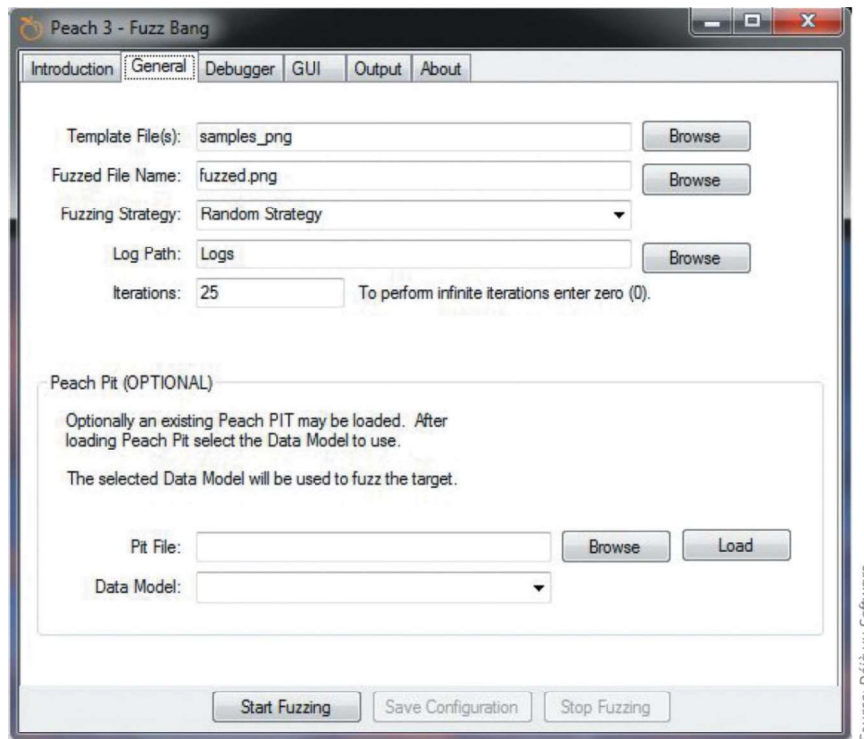 Peach 3 - Fuzz Bang
Introduction General Debugger GUI Output About
Template File(s): samples_png Browse
Fuzzed File Name: fuzzed.png Browse
Fuzzing Strategy: Random Strategy
Log Path: Logs Browse
Iterations: 25 To perform infinite iterations enter zero (0).
Peach Pit (OPTIONAL)
Optionally an existing Peach PIT may be loaded. After
loading Peach Pit select the Data Model to use.
The selected Data Model will be used to fuzz the target.
Pit File: Browse Load
Data Model:
Start Fuzzing Save Configuration Stop Fuzzing
Source: Déjà vu Software